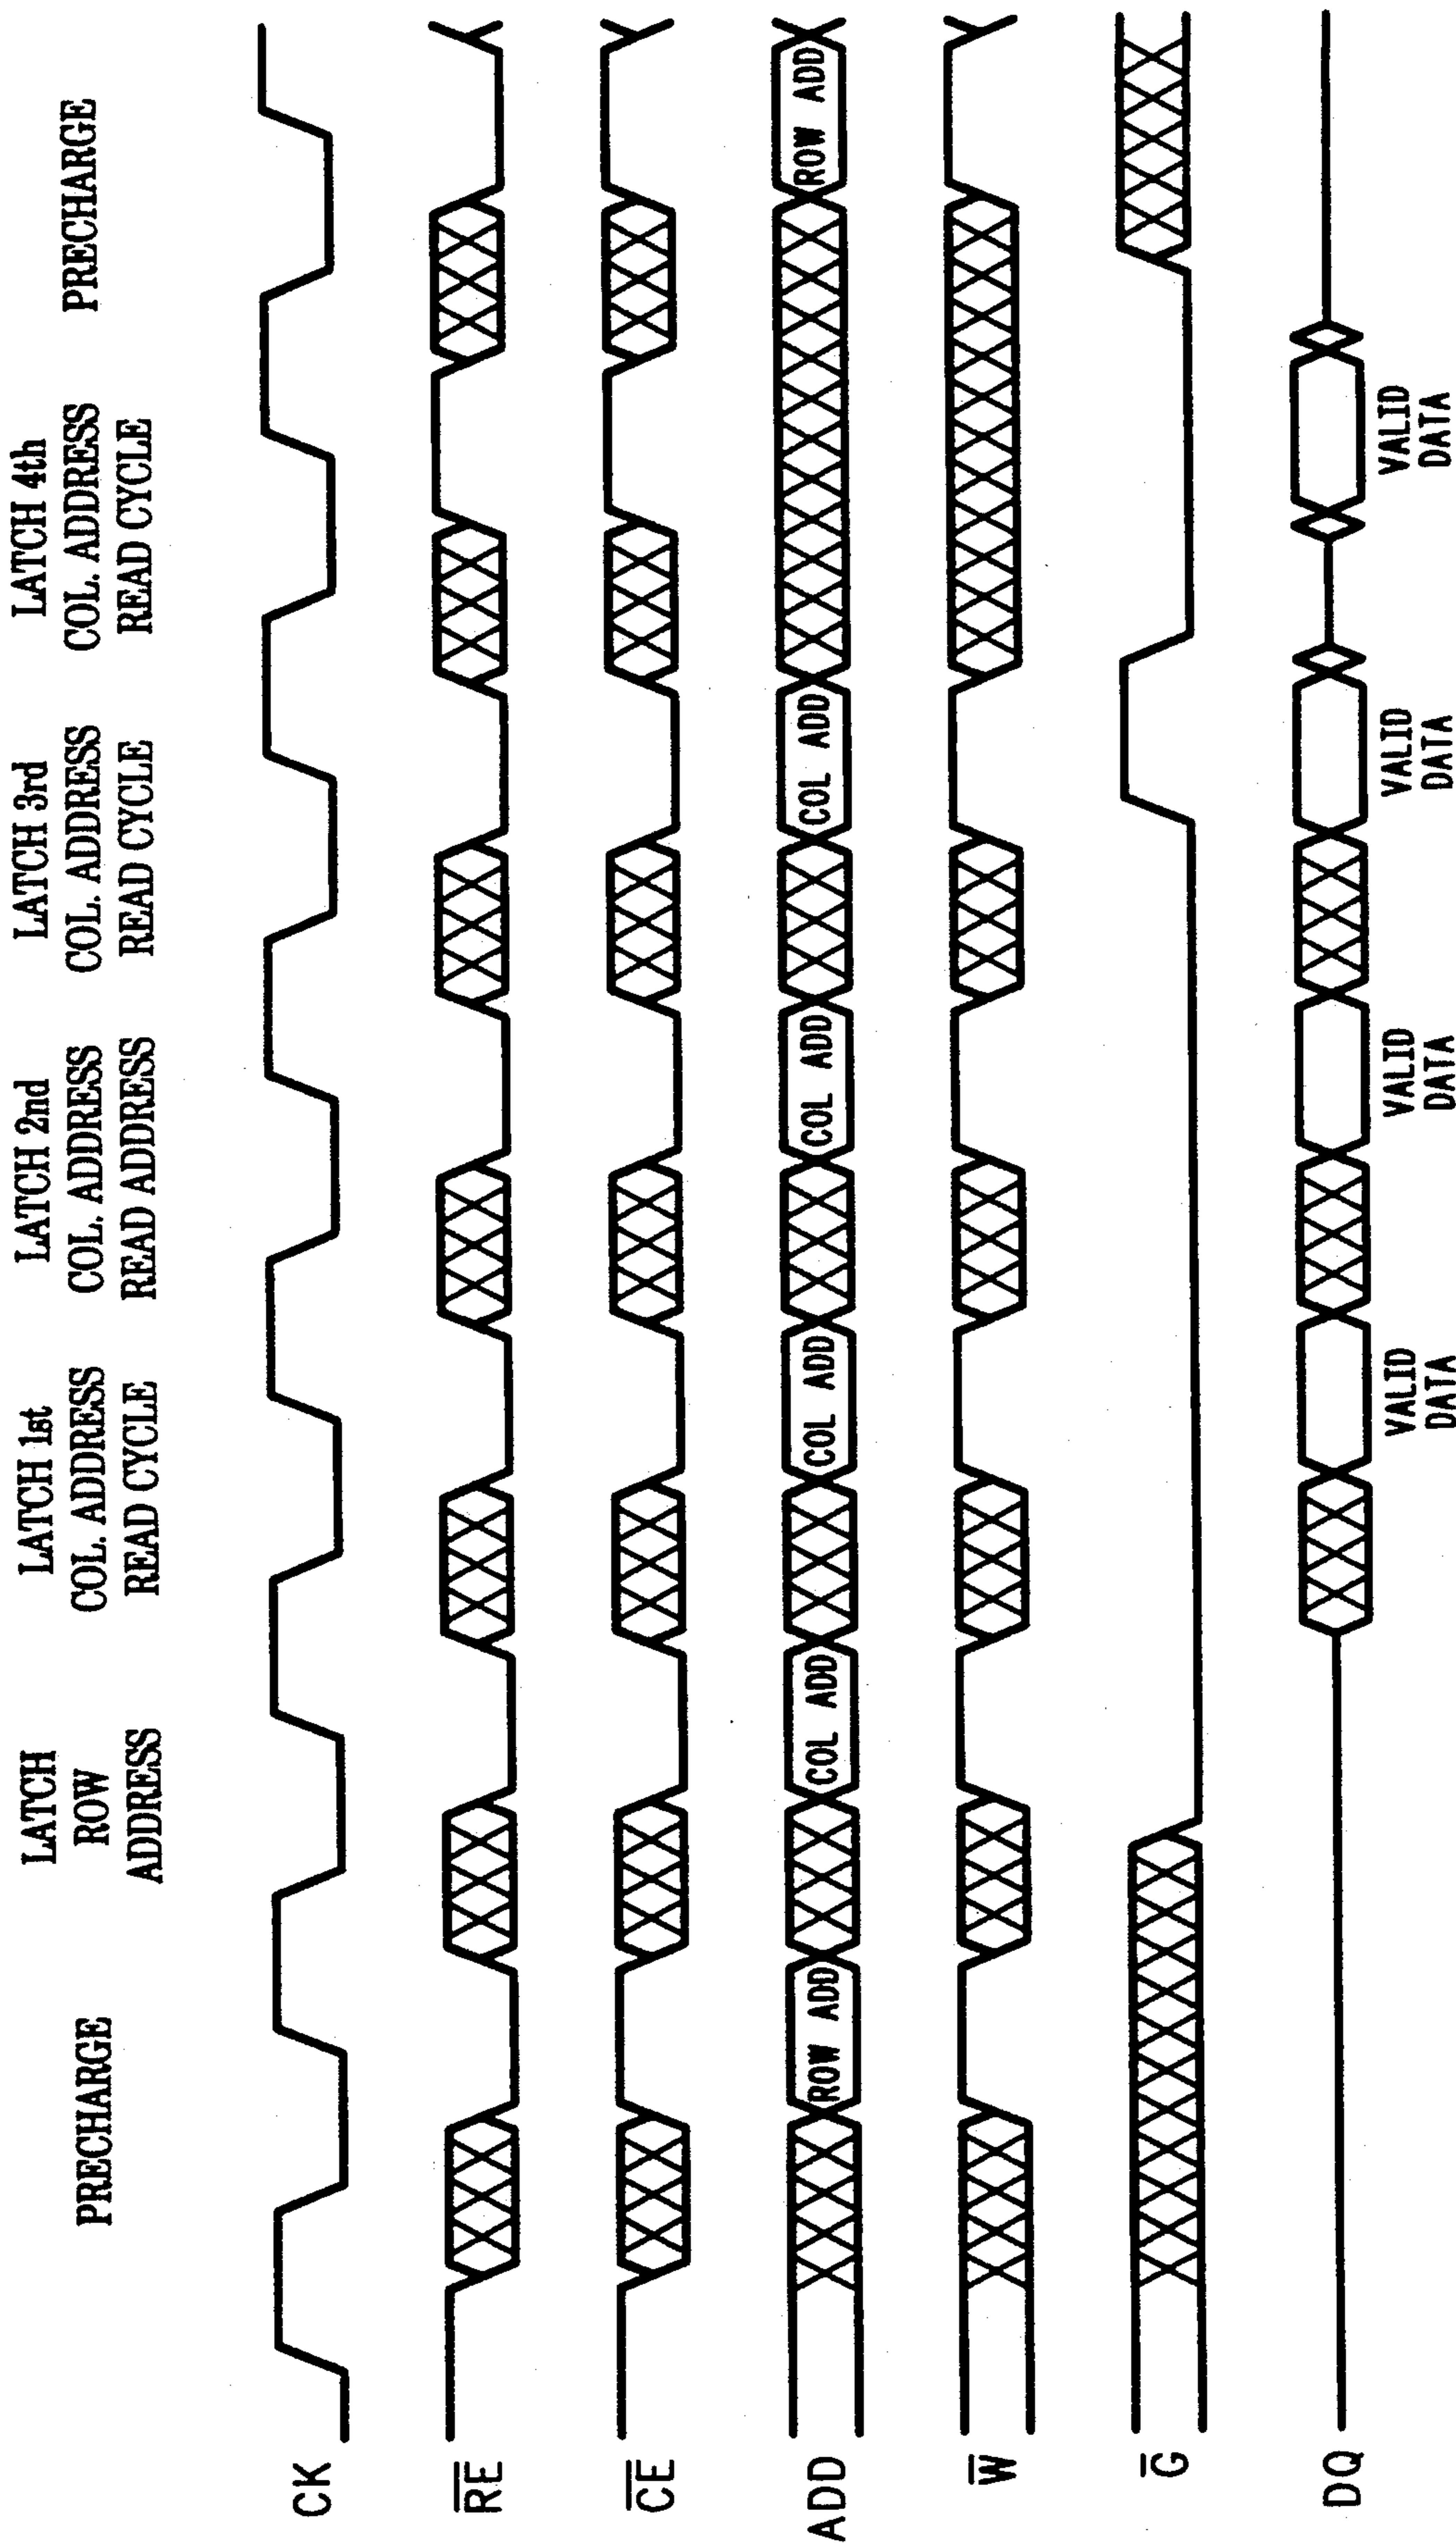 PRECHARGE
LATCH
ROW
ADDRESS
LATCH 1st
COL. ADDRESS
READ CYCLE
LATCH 2nd
COL. ADDRESS
READ ADDRESS
LATCH 3rd
COL. ADDRESS
READ CYCLE
LATCH 4th
COL. ADDRESS
READ CYCLE
PRECHARGE
CK
R̅E̅
C̅E̅
ADD
ROW ADD
COL ADD
COL ADD
COL ADD
COL ADD
ROW ADD
W̅
G̅
DQ
VALID
DATA
VALID
DATA
VALID
DATA
VALID
DATA